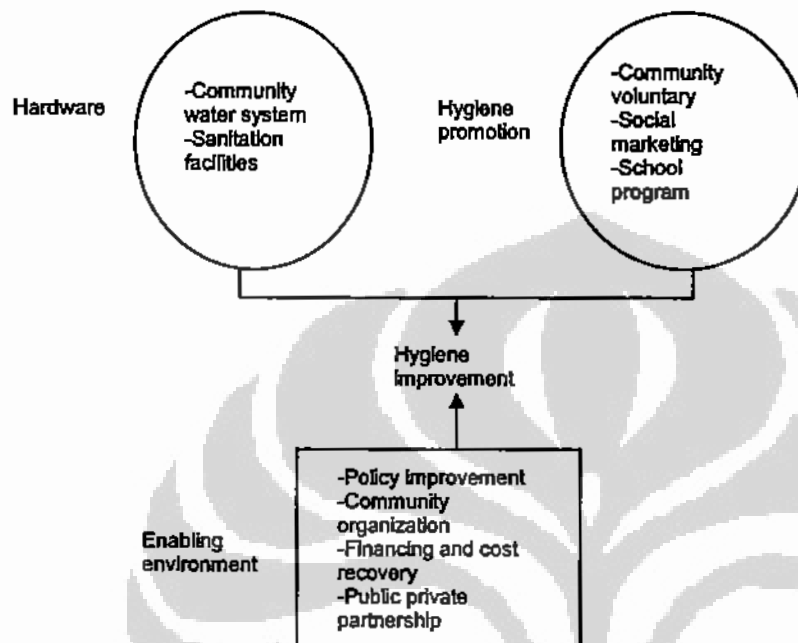 Hardware
-Community
water system
-Sanitation
facilities
Hygiene
promotion
-Community
voluntary
-Social
marketing
-School
program
Hygiene
improvement
Enabling
environment
-Policy improvement
-Community
organization
-Financing and cost
recovery
-Public private
partnership